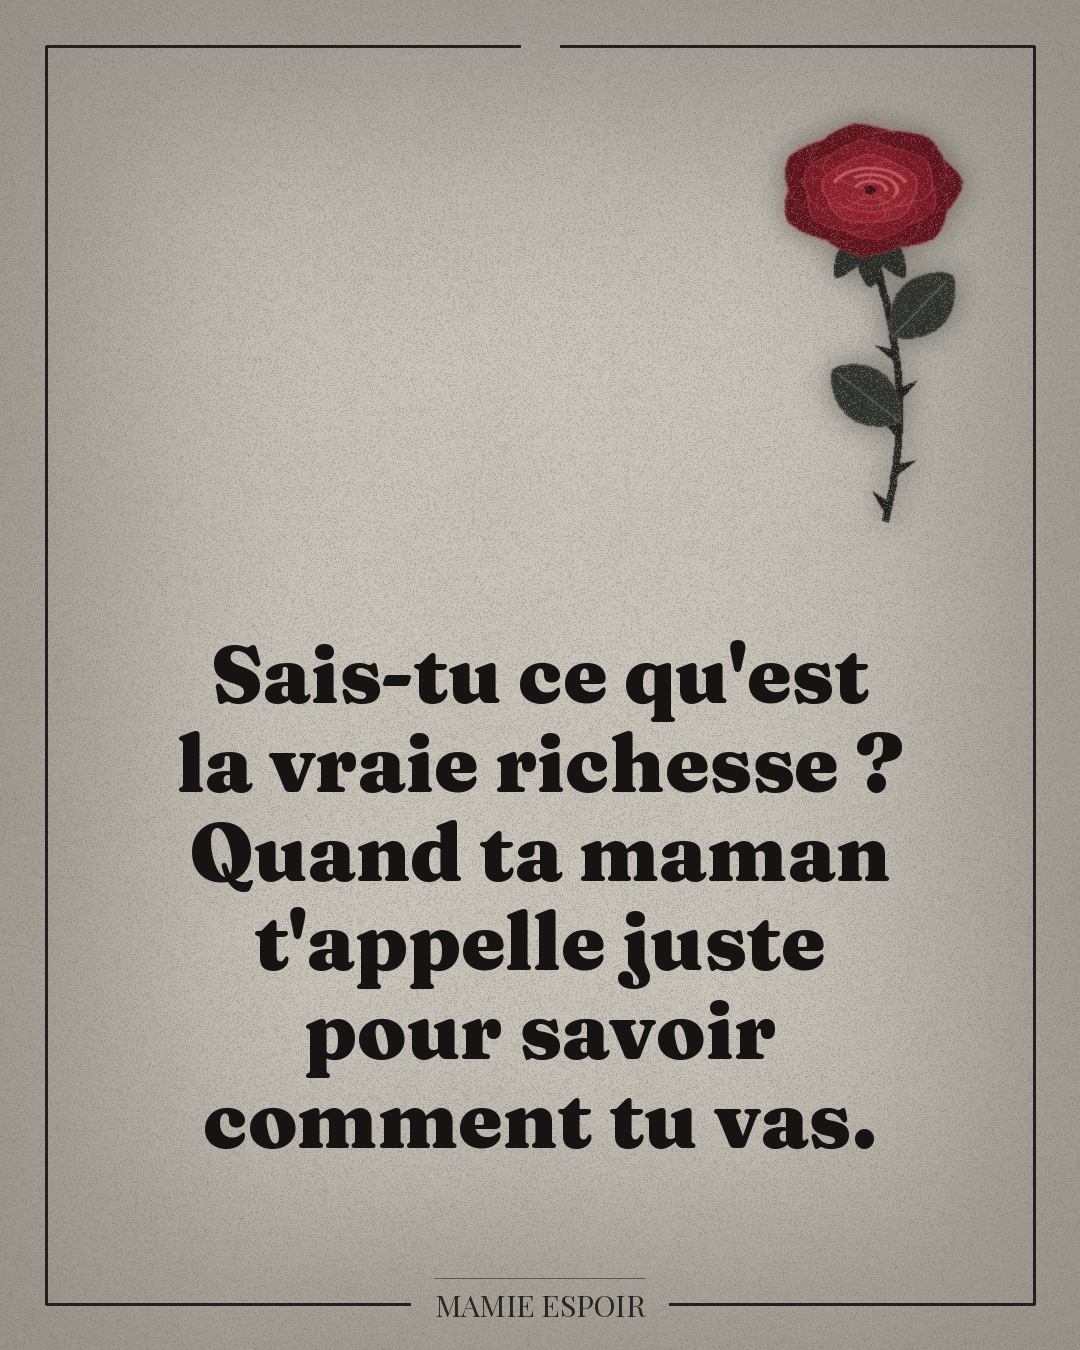 Sais-tu ce qu'est
la vraie richesse ?
Quand ta maman
t'appelle juste
pour savoir
comment tu vas.
MAMIE ESPOIR